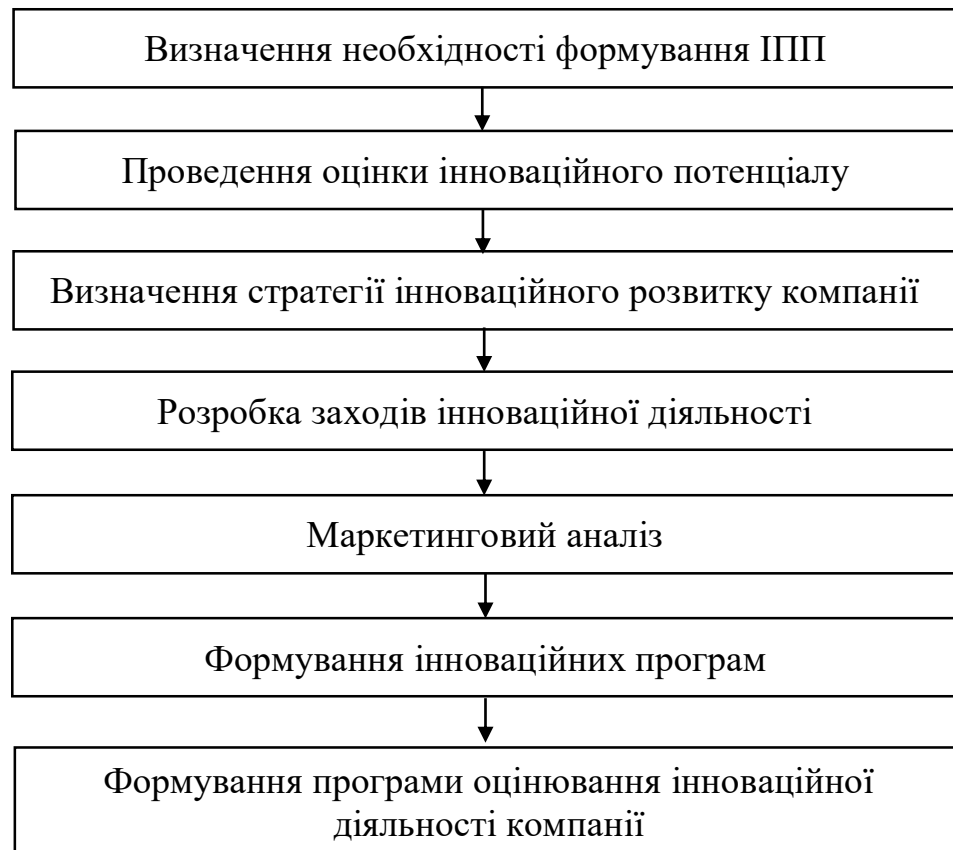 Визначення необхідності формування ІПП
Проведення оцінки інноваційного потенціалу
Визначення стратегії інноваційного розвитку компанії
Розробка заходів інноваційної діяльності
Маркетинговий аналіз
Формування інноваційних програм
Формування програми оцінювання інноваційної
діяльності компанії